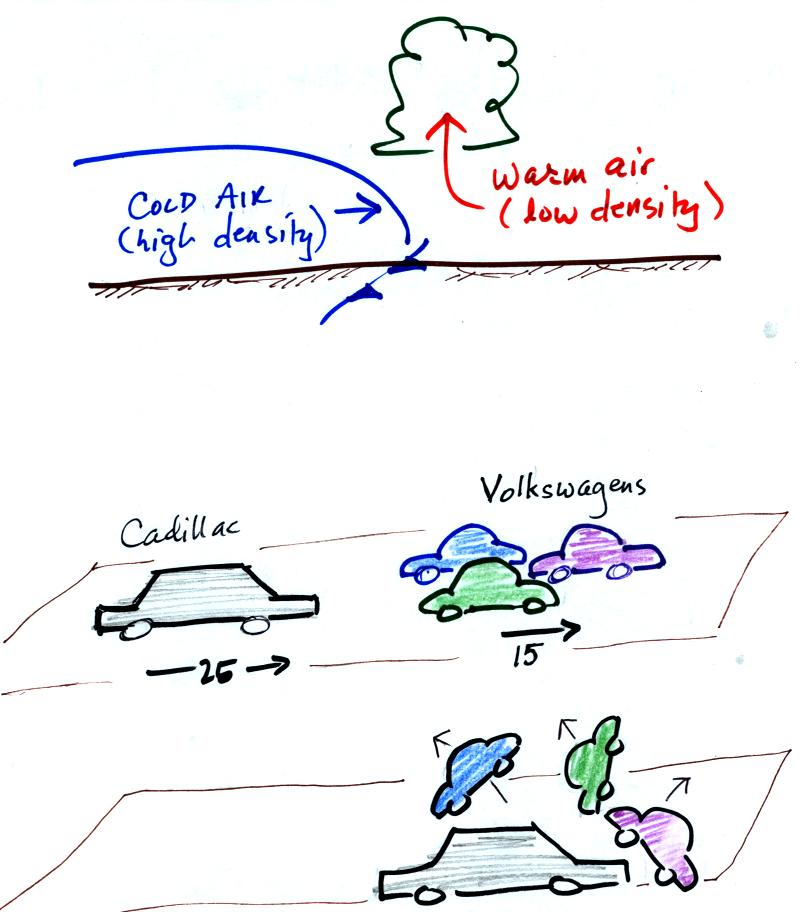 COLD AIR
(high density)
Warm air
(low density)
Volkswagens
Cadillac
25
15